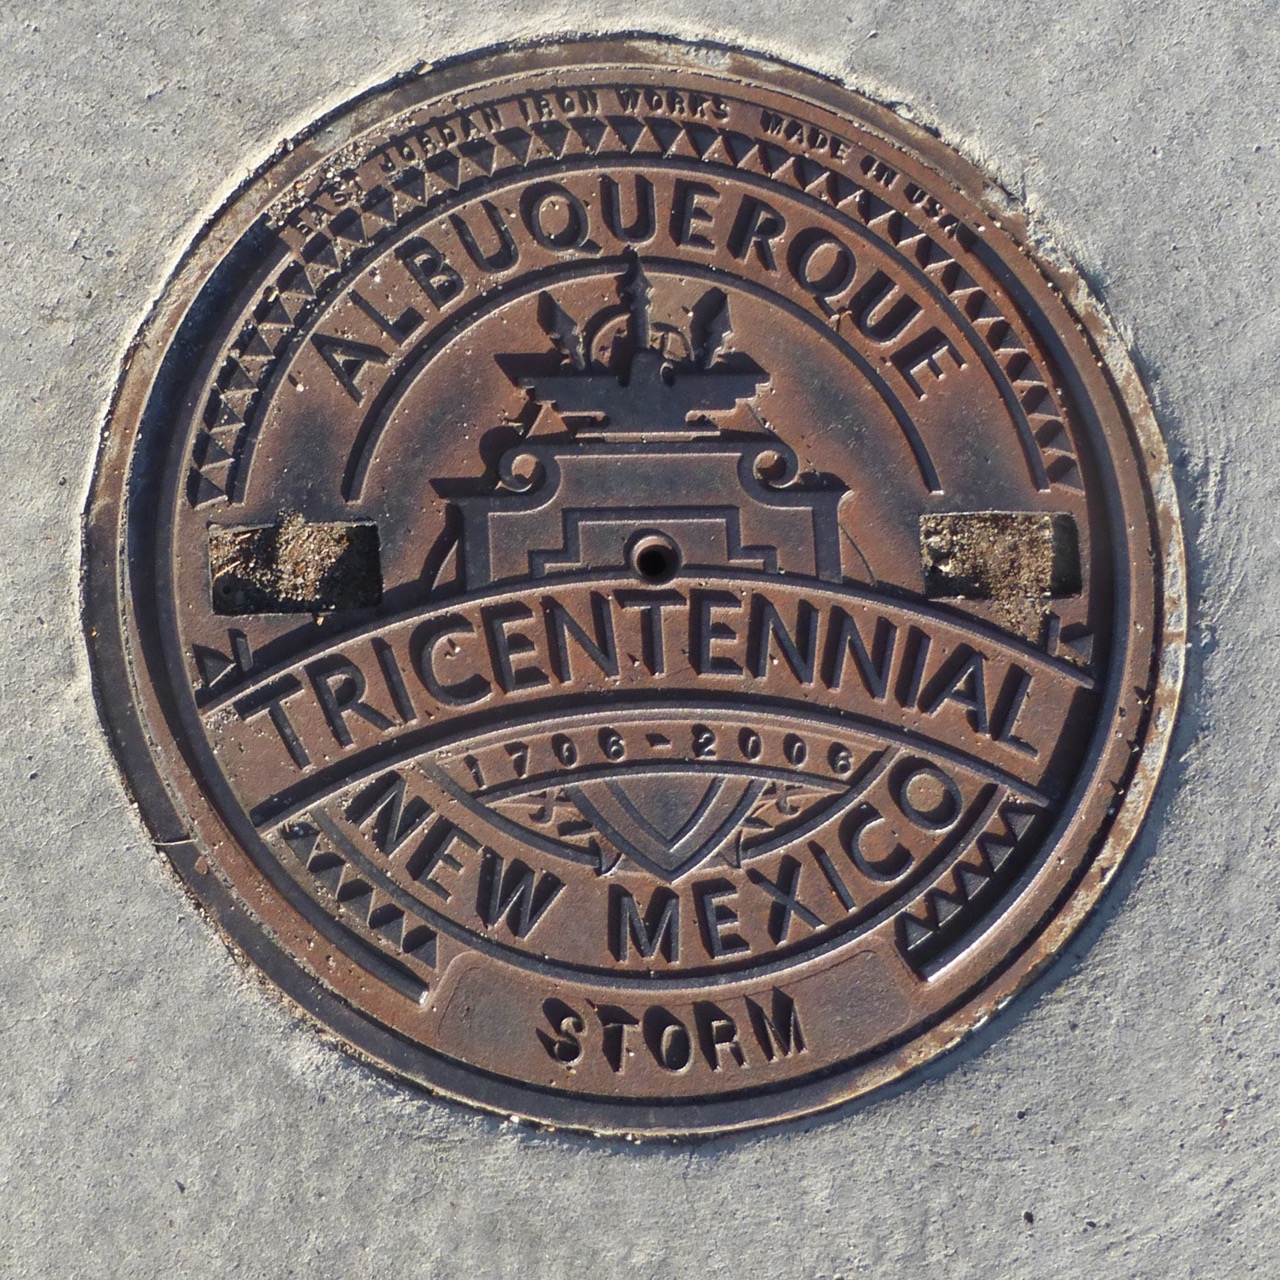 EAST JORDAN IRON WORKS MADE IN USA
ALBUQUERQUE
TRICENTENNIAL
1706-2006
NEW MEXICO
STORM